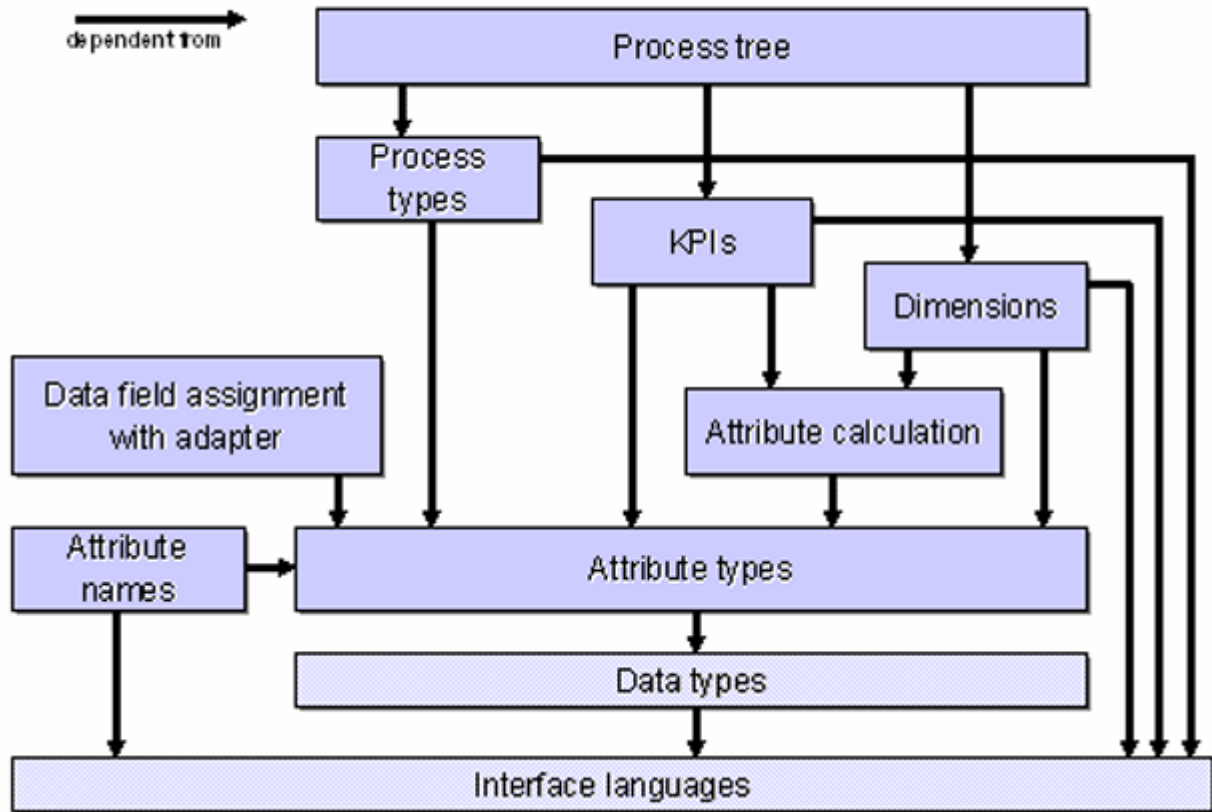 dependent from
Process tree
Process
types
KPIs
Dimensions
Data field assignment
with adapter
Attribute calculation
Attribute
names
Attribute types
Data types
Interface languages